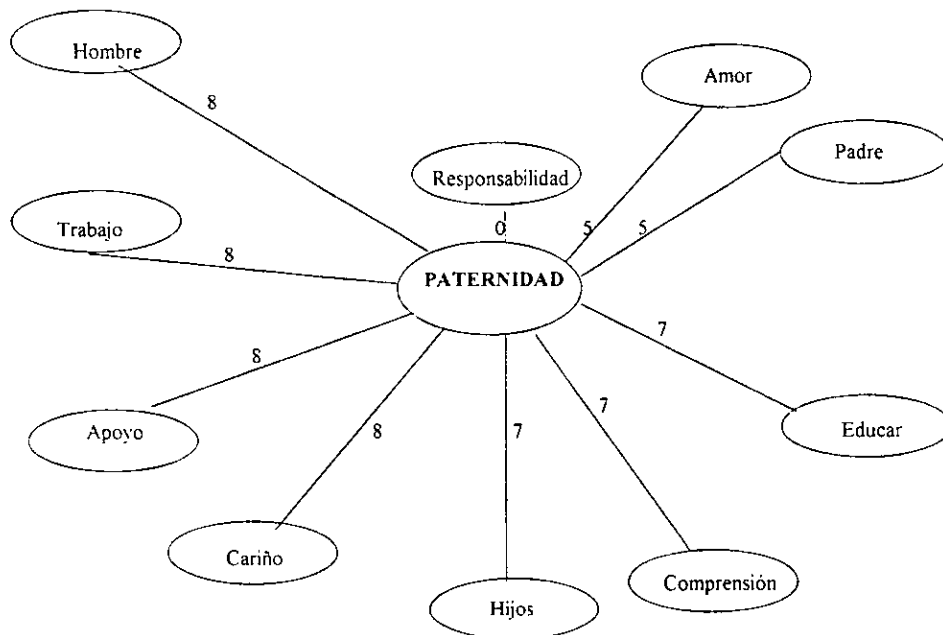 Hombre
Amor
8
Padre
Responsabilidad
Trabajo
0
5
5
8
PATERNIDAD
7
8
7
Apoyo
8
7
Educar
Cariño
Comprensión
Hijos